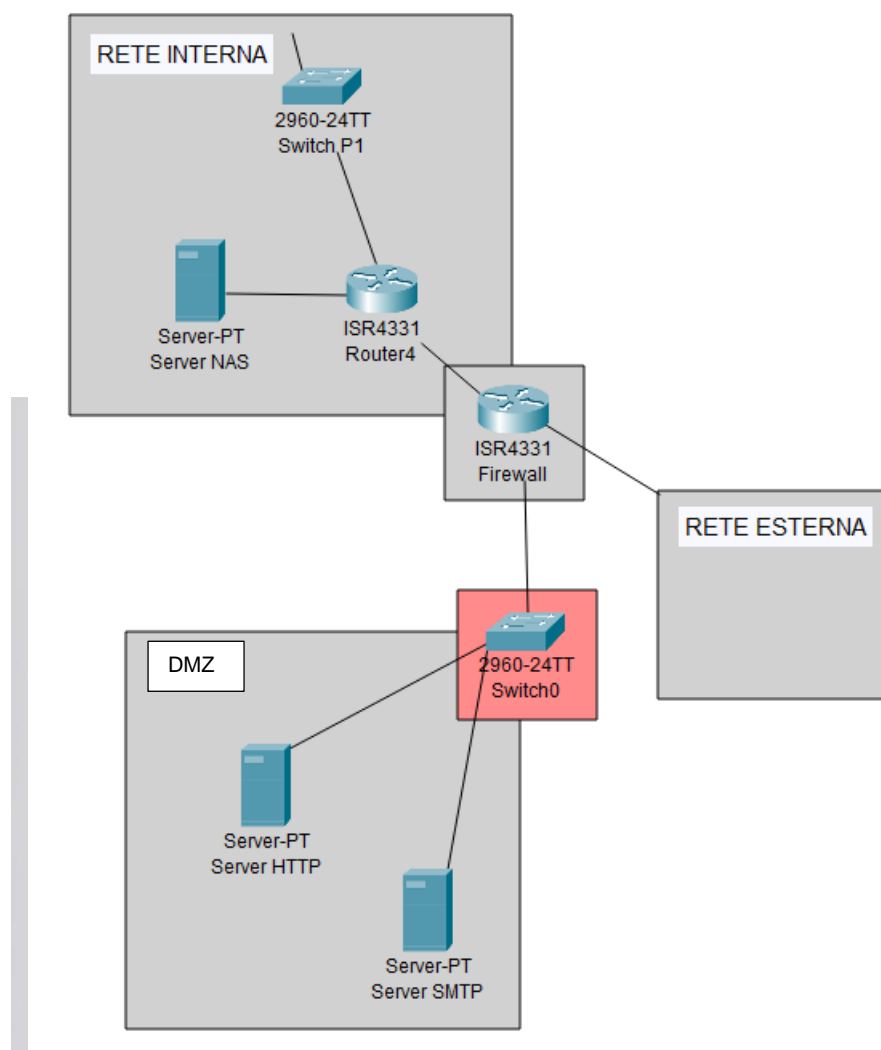 RETE INTERNA
2960-24TT
Switch P1
Server-PT
Server NAS
ISR4331
Router4
ISR4331
Firewall
RETE ESTERNA
2960-24TT
Switch0
DMZ
Server-PT
Server HTTP
Server-PT
Server SMTP